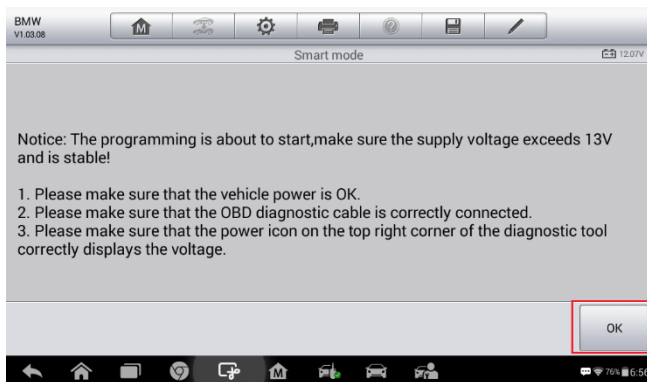 BMW
V1.03.08
Smart mode
12.07V
Notice: The programming is about to start,make sure the supply voltage exceeds 13V
and is stable!
1. Please make sure that the vehicle power is OK.
2. Please make sure that the OBD diagnostic cable is correctly connected.
3. Please make sure that the power icon on the top right corner of the diagnostic tool
correctly displays the voltage.
OK
76% 6:56